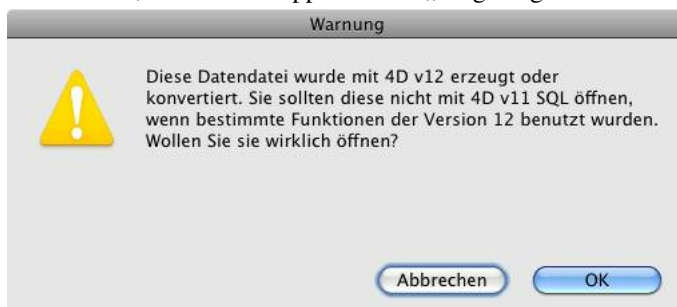 Warnung
Diese Datendatei wurde mit 4D v12 erzeugt oder
konvertiert. Sie sollten diese nicht mit 4D v11 SQL öffnen,
wenn bestimmte Funktionen der Version 12 benutzt wurden.
Wollen Sie sie wirklich öffnen?
Abbrechen OK